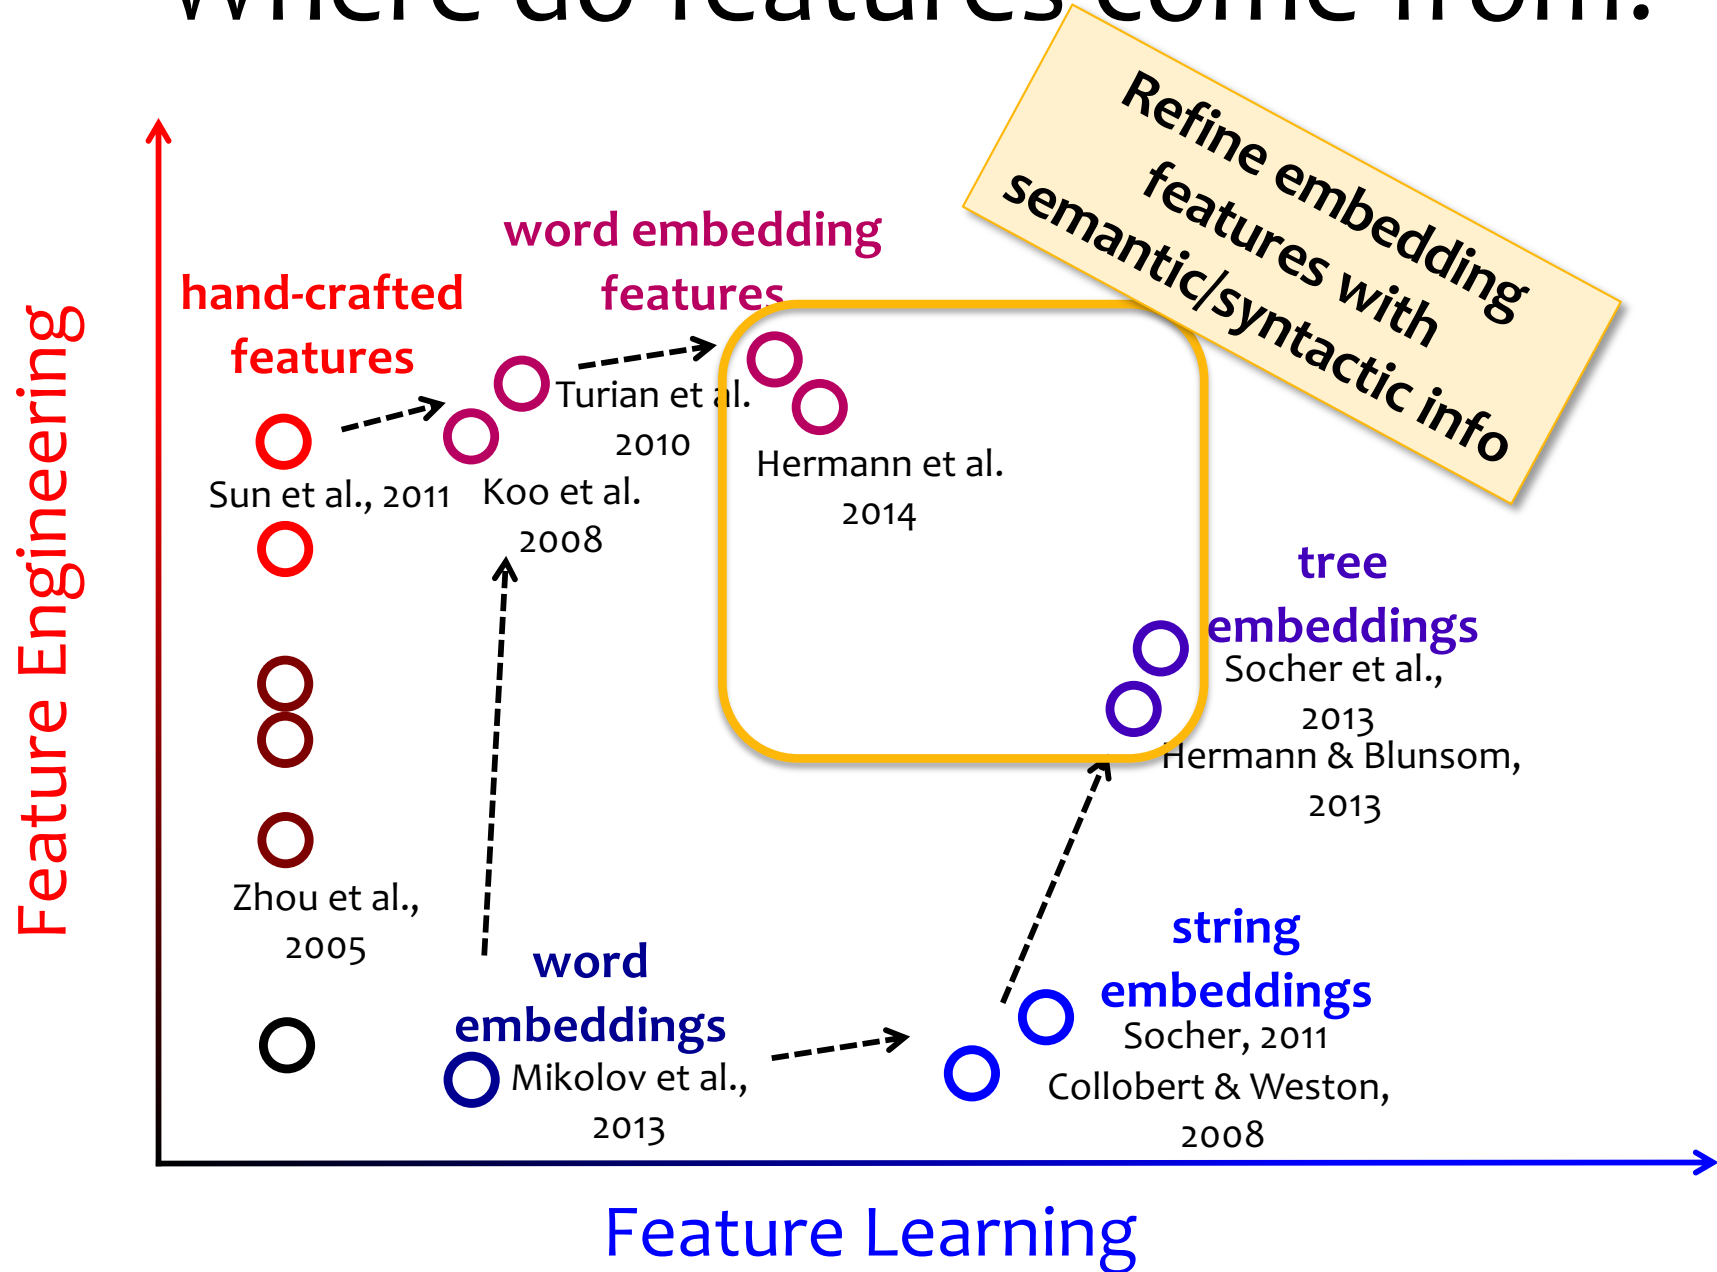 Where do features come from?
Refine embedding
features with
semantic/syntactic info
word embedding
features
hand-crafted
features
Turian et al.
2010
Hermann et al.
2014
Sun et al., 2011
Koo et al.
2008
Feature Engineering
tree
embeddings
Socher et al.,
2013
Hermann & Blunsom,
2013
Zhou et al.,
2005
word
embeddings
Mikolov et al.,
2013
string
embeddings
Socher, 2011
Collobert & Weston,
2008
Feature Learning